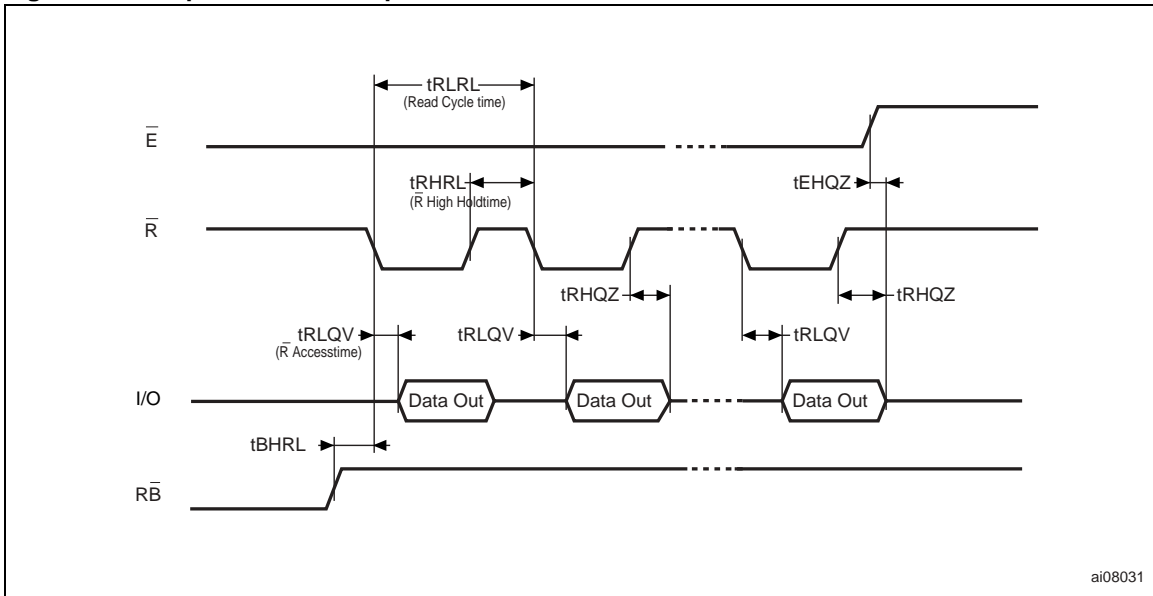 tRLRL
(Read Cycle time)
E̅
tRHRL
(R̅ High Holdtime)
tEHQZ
R̅
tRHQZ
tRHQZ
tRLQV
(R̅ Accesstime)
tRLQV
tRLQV
I/O
Data Out
Data Out
Data Out
tBHRL
RB̅
ai08031